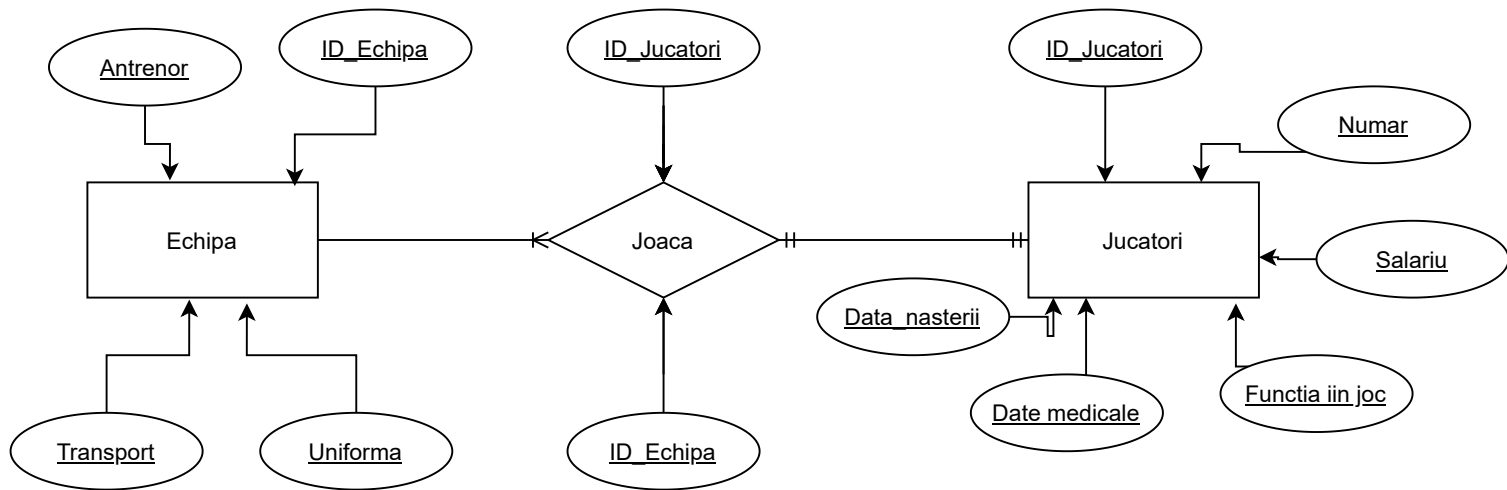 Antrenor
ID_Echipa
ID_Jucatori
ID_Jucatori
Numar
Echipa
Joaca
Jucatori
Salariu
Data_nasterii
Date medicale
Functia iin joc
Transport
Uniforma
ID_Echipa